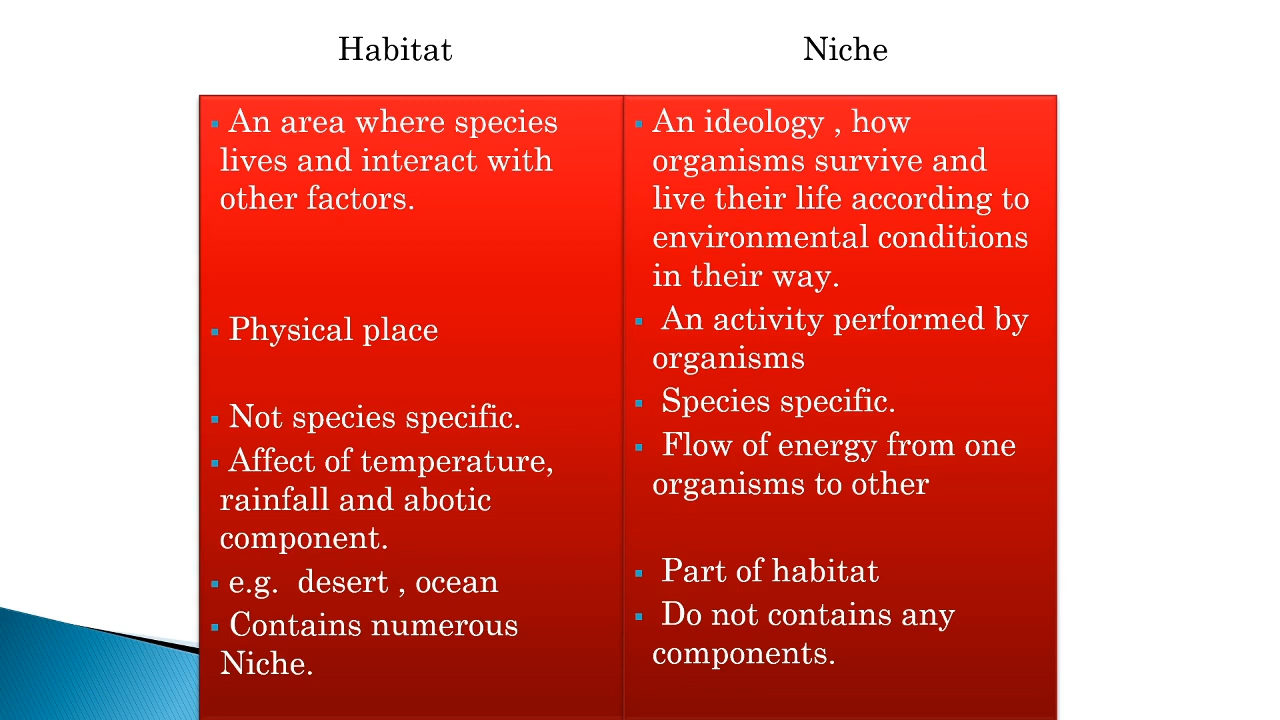 Habitat
Niche
▪ An area where species
lives and interact with
other factors.
▪ Physical place
▪ Not species specific.
▪ Affect of temperature,
rainfall and abotic
component.
▪ e.g. desert , ocean
▪ Contains numerous
Niche.
▪ An ideology , how
organisms survive and
live their life according to
environmental conditions
in their way.
▪ An activity performed by
organisms
▪ Species specific.
▪ Flow of energy from one
organisms to other
▪ Part of habitat
▪ Do not contains any
components.